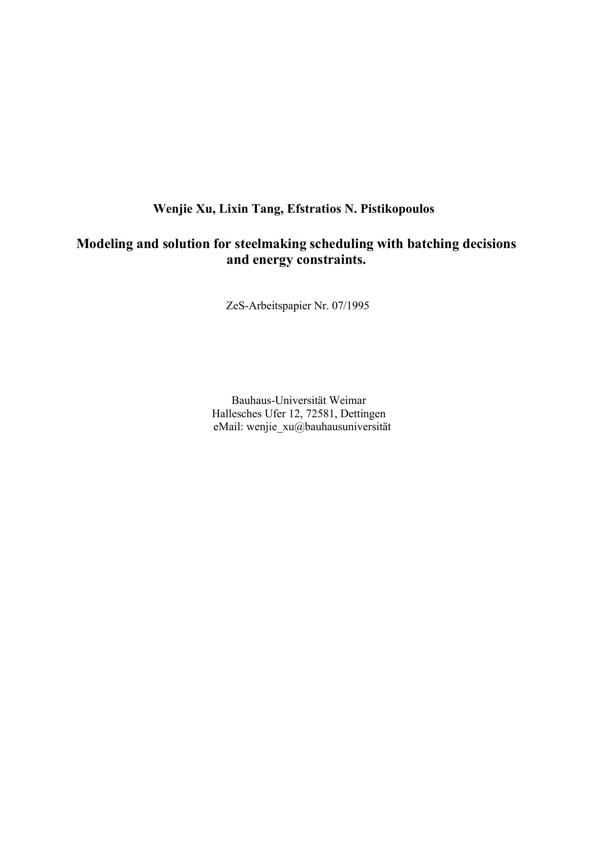 Wenjie Xu, Lixin Tang, Efstratios N. Pistikopoulos
Modeling and solution for steelmaking scheduling with batching decisions
and energy constraints.
ZeS-Arbeitspapier Nr. 07/1995
Bauhaus-Universität Weimar
Hallesches Ufer 12, 72581, Dettingen
eMail: wenjie_xu@bauhausuniversität